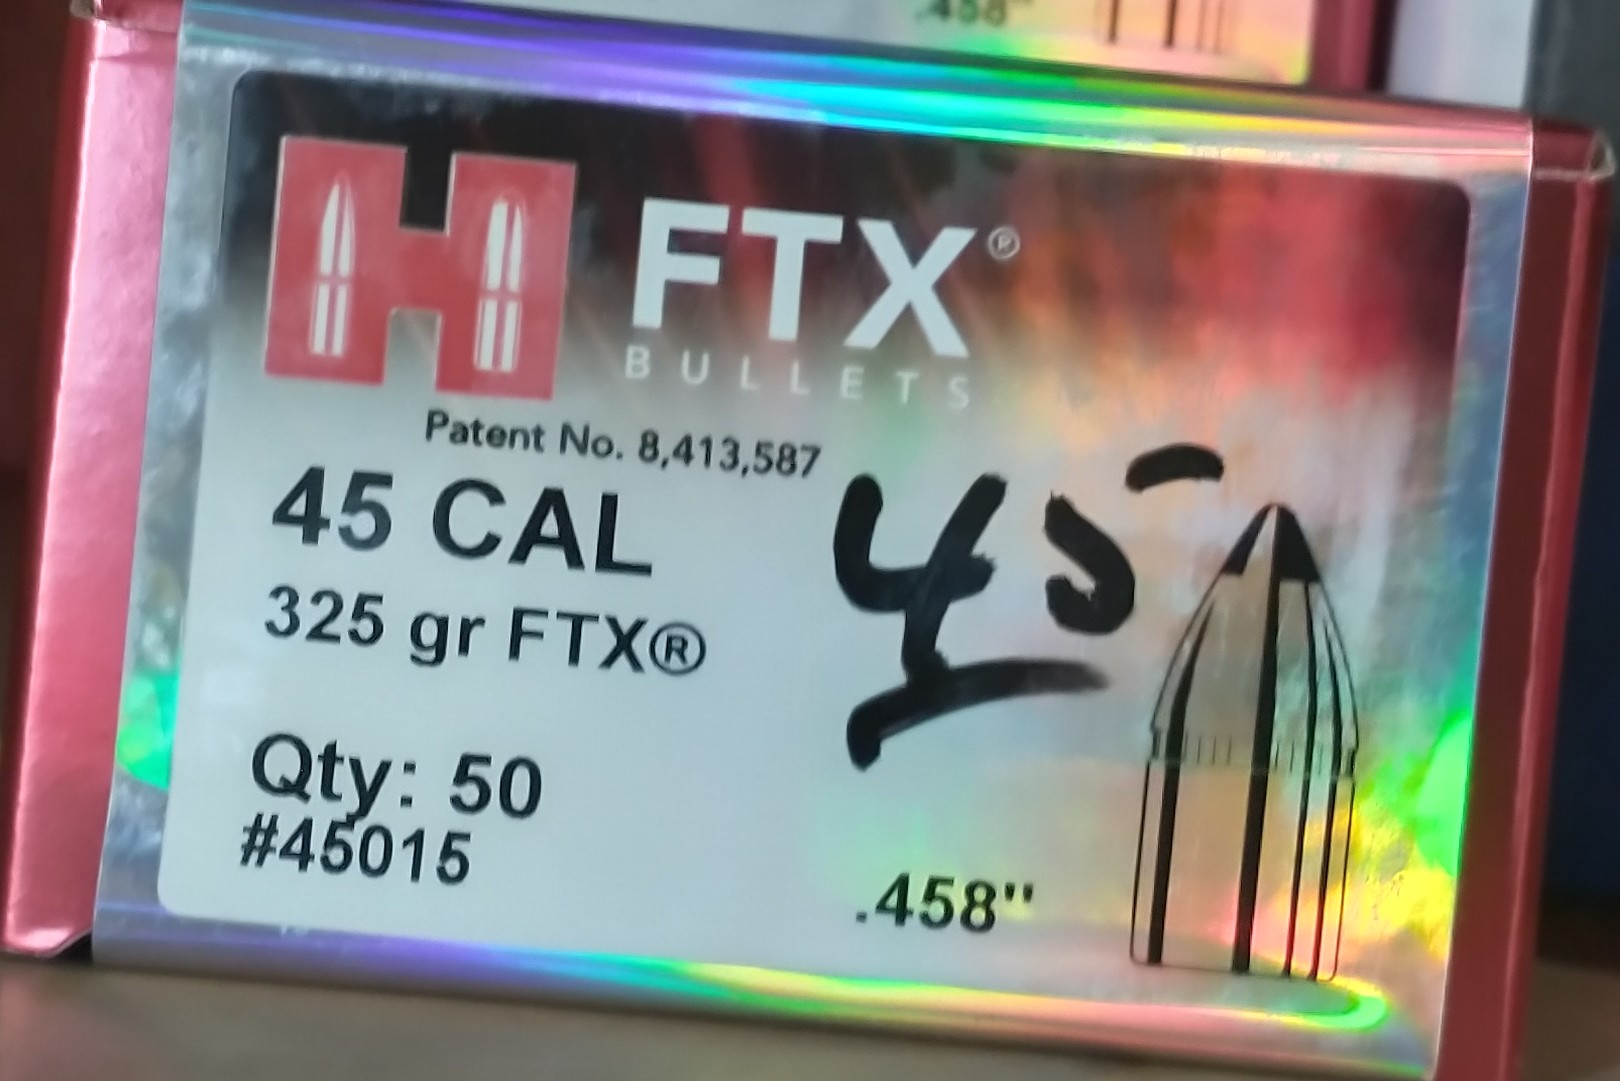 .458"
H
FTX®
BULLETS
Patent No. 8,413,587
45 CAL
45
325 gr FTX®
Qty: 50
#45015
.458"